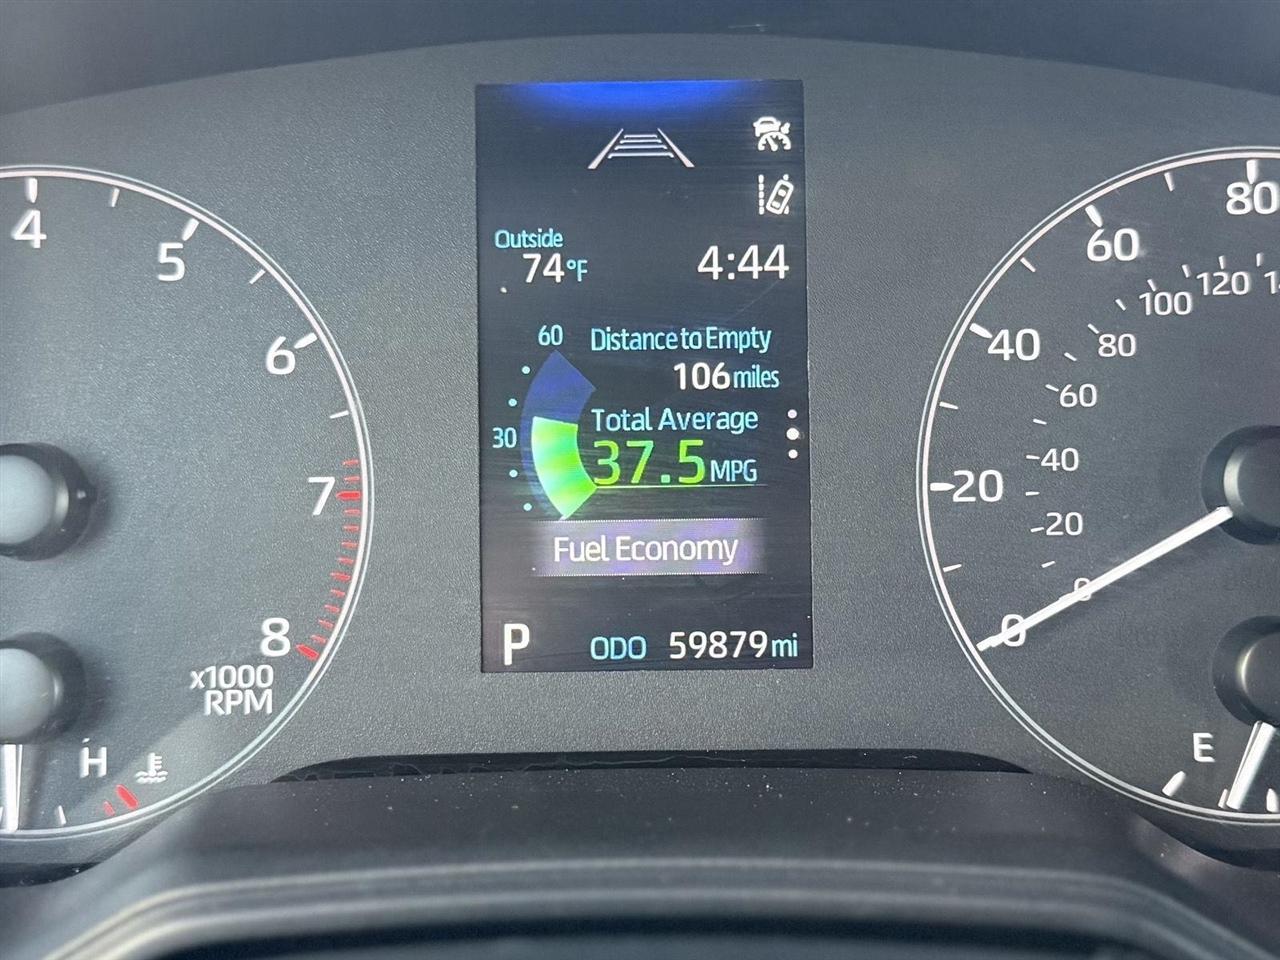 4
5
6
7
8
x1000
RPM
H
Outside
74°F
4:44
60
Distance to Empty
106 miles
Total Average
30
37.5 MPG
Fuel Economy
P
ODO 59879 mi
80
60
40
20
0
120
100
80
60
40
20
0
E